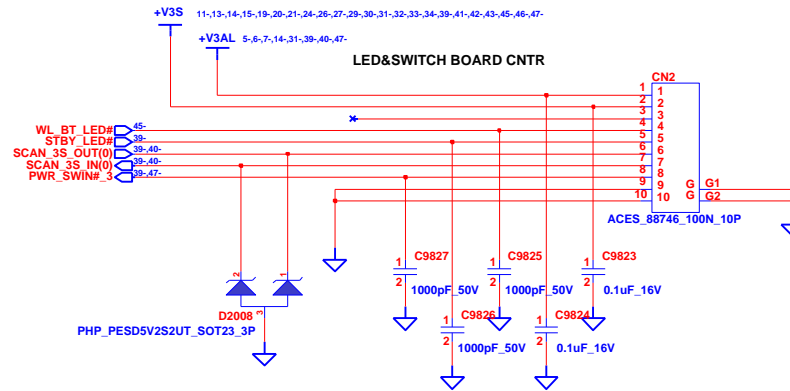 +V3S 11-,13-,14-,15-,19-,20-,21-,24-,26-,27-,29-,30-,31-,32-,33-,34-,39-,41-,42-,43-,45-,46-,47-
+V3AL 5-,6-,7-,14-,31-,39-,40-,47-
LED&SWITCH BOARD CNTR
CN2
1 1
2 2
3 3
WL_BT_LED# 45- 4 4
STBY_LED# 39- 5 5
SCAN_3S_OUT(0) 39-,40- 6 6
SCAN_3S_IN(0) 39-,40- 7 7
PWR_SWIN#_3 39-,47- 8 8
9 9 G G1
10 10 G G2
ACES_88746_100N_10P
1 C9827 1 C9825 1 C9823
2 2 2
1000pF_50V 1000pF_50V 0.1uF_16V
2 1
D2008 3
1 C9826 1 C9824
2 2
PHP_PESD5V2S2UT_SOT23_3P
1000pF_50V 0.1uF_16V